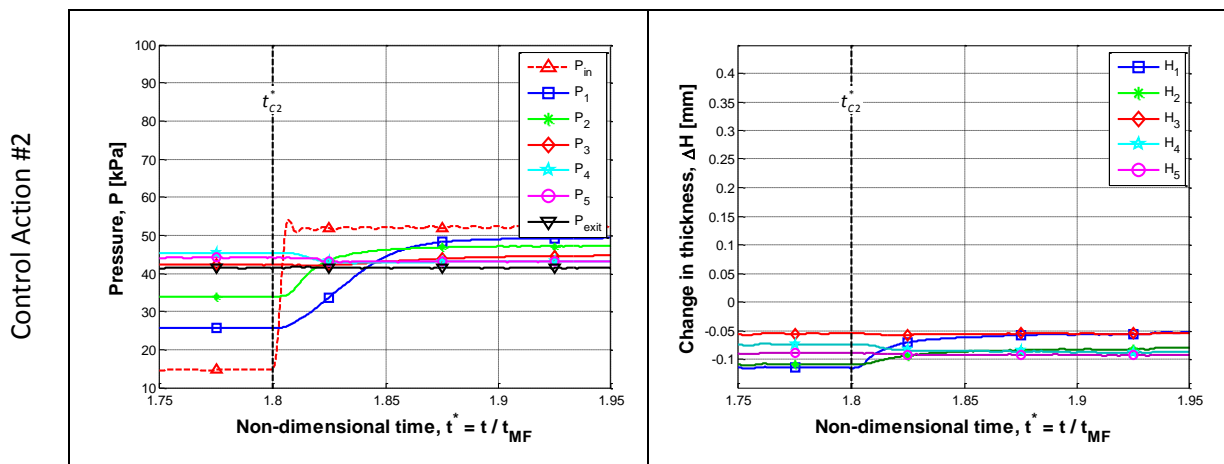 Control Action #2
Pressure, P [kPa]
100
90
80
70
60
50
40
30
20
10
1.75
1.8
1.85
1.9
1.95
Non-dimensional time, t* = t / tMF
t*C2
Pin
P1
P2
P3
P4
P5
Pexit
Change in thickness, ΔH [mm]
0.4
0.35
0.3
0.25
0.2
0.15
0.1
0.05
0
-0.05
-0.1
1.75
1.8
1.85
1.9
1.95
Non-dimensional time, t* = t / tMF
t*C2
H1
H2
H3
H4
H5